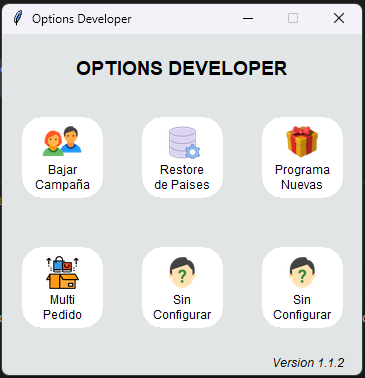 Options Developer
OPTIONS DEVELOPER
Bajar
Campaña
Restore
de Paises
Programa
Nuevas
Multi
Pedido
Sin
Configurar
Sin
Configurar
Version 1.1.2